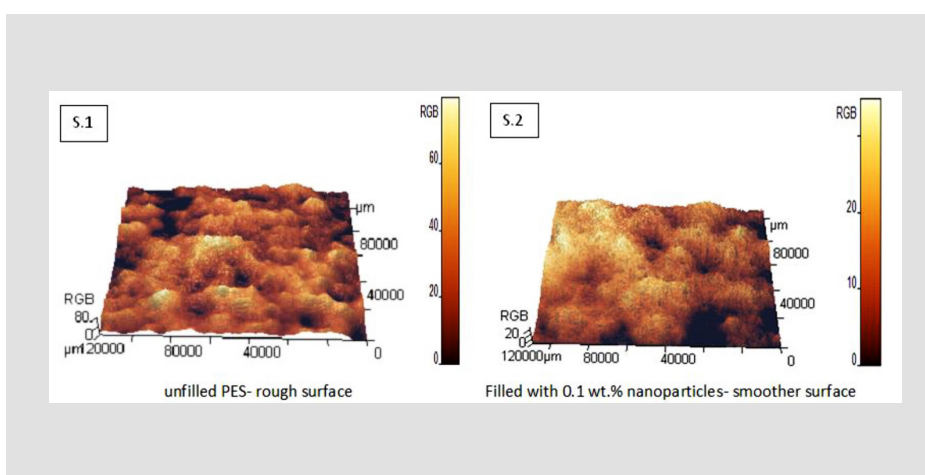 S.1
RGB
60
40
20
0
µm
80000
40000
0
RGB
80
0
µm120000
80000
40000
unfilled PES- rough surface
S.2
RGB
20
10
0
µm
80000
40000
0
RGB
20
0
120000µm
80000
40000
Filled with 0.1 wt.% nanoparticles- smoother surface